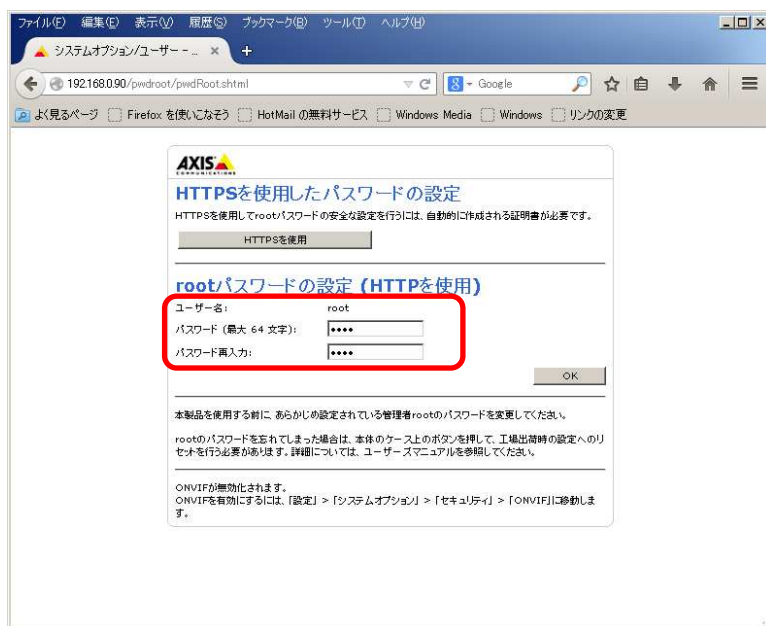 ファイル(F) 編集(E) 表示(V) 履歴(S) ブックマーク(B) ツール(T) ヘルプ(H)
システムオプション/ユーザー - - ...
192.168.0.90/pwdroot/pwdRoot.shtml
Google
よく見るページ Firefox を使いこなそう HotMail の無料サービス Windows Media Windows リンクの変更
AXIS
COMMUNICATIONS
HTTPSを使用したパスワードの設定
HTTPSを使用してrootパスワードの安全な設定を行うには、自動的に作成される証明書が必要です。
HTTPSを使用
rootパスワードの設定 (HTTPを使用)
ユーザー名: root
パスワード (最大 64 文字): ••••
パスワード再入力: ••••
OK
本製品を使用する前に、あらかじめ設定されている管理者rootのパスワードを変更してください。
rootのパスワードを忘れてしまった場合は、本体のケース上のボタンを押して、工場出荷時の設定へのリ
セットを行う必要があります。詳細については、ユーザーズマニュアルを参照してください。
ONVIFが無効化されます。
ONVIFを有効にするには、「設定」 > 「システムオプション」 > 「セキュリティ」 > 「ONVIF」に移動しま
す。